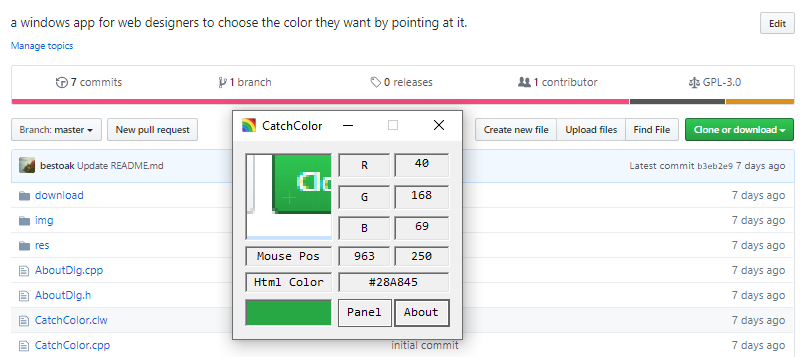 a windows app for web designers to choose the color they want by pointing at it.
Edit
Manage topics
7 commits
1 branch
0 releases
1 contributor
GPL-3.0
Branch: master
New pull request
Create new file
Upload files
Find File
Clone or download
bestoak Update README.md
Latest commit b3eb2e9 7 days ago
download
7 days ago
img
7 days ago
res
7 days ago
AboutDlg.cpp
7 days ago
AboutDlg.h
7 days ago
CatchColor.clw
7 days ago
CatchColor.cpp
initial commit
7 days ago
CatchColor
Clo
R 40
G 168
B 69
Mouse Pos 963 250
Html Color #28A845
Panel About